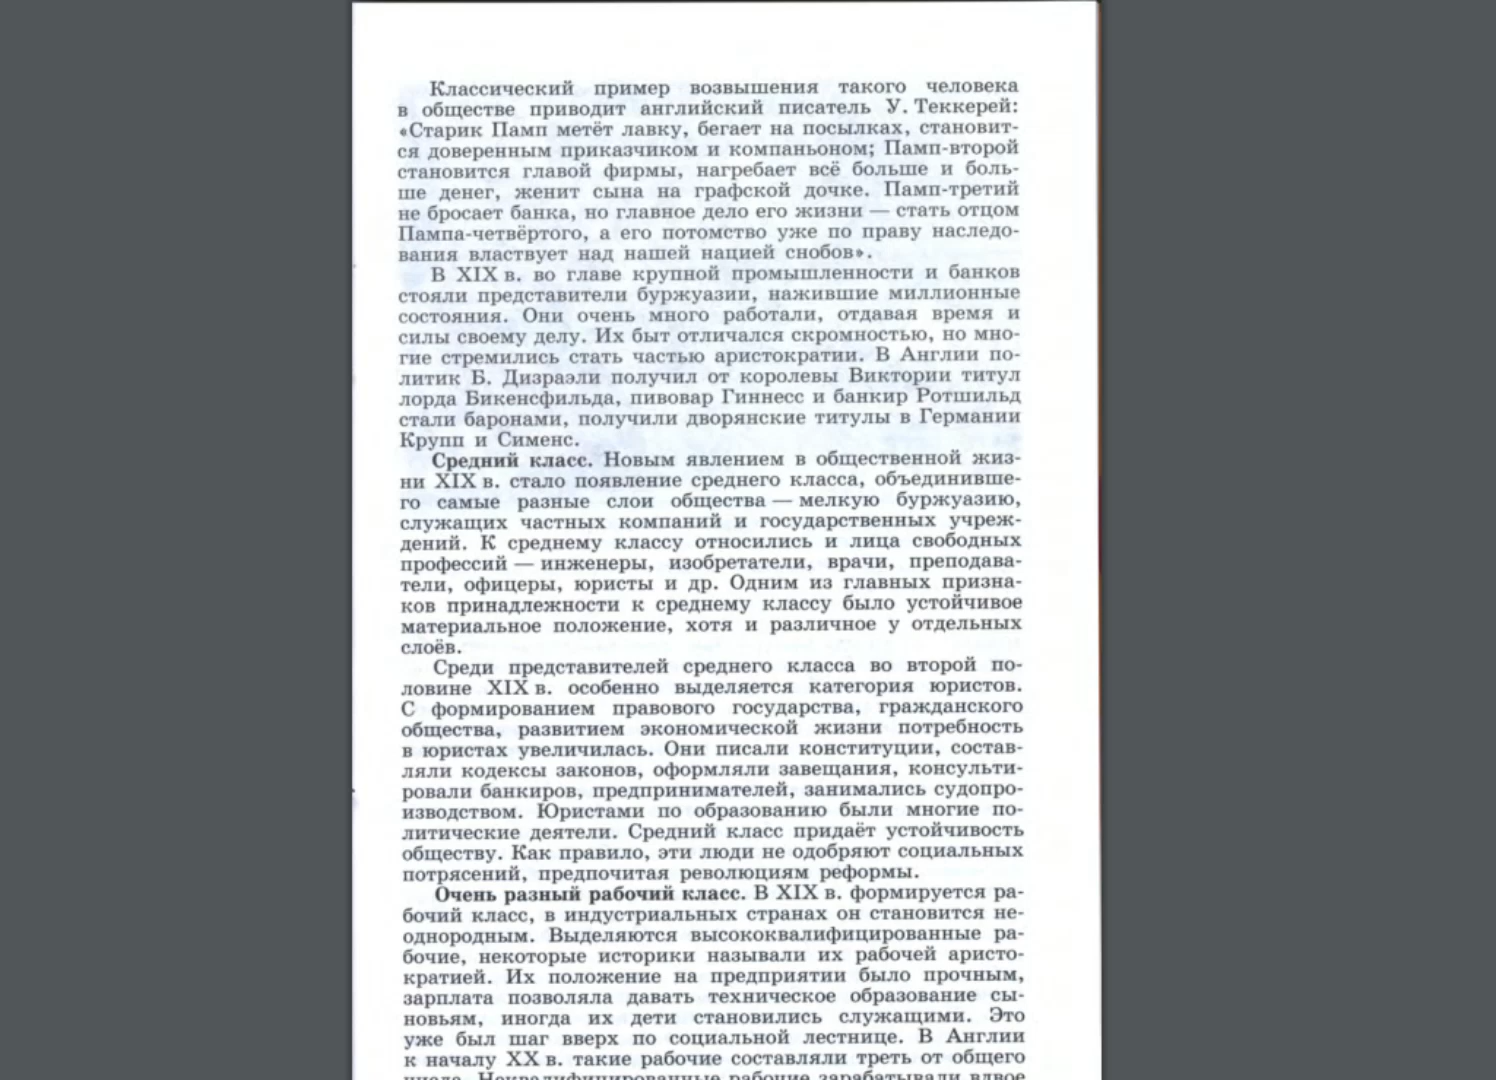 Классический пример возвышения такого человека
в обществе приводит английский писатель У. Теккерей:
«Старик Памп метёт лавку, бегает на посылках, становит-
ся доверенным приказчиком и компаньоном; Памп-второй
становится главой фирмы, нагребает всё больше и боль-
ше денег, женит сына на графской дочке. Памп-третий
не бросает банка, но главное дело его жизни — стать отцом
Пампа-четвёртого, а его потомство уже по праву наследо-
вания властвует над нашей нацией снобов».
В XIX в. во главе крупной промышленности и банков
стояли представители буржуазии, нажившие миллионные
состояния. Они очень много работали, отдавая время и
силы своему делу. Их быт отличался скромностью, но мно-
гие стремились стать частью аристократии. В Англии по-
литик Б. Дизраэли получил от королевы Виктории титул
лорда Бикенсфильда, пивовар Гиннесс и банкир Ротшильд
стали баронами, получили дворянские титулы в Германии
Крупп и Сименс.
Средний класс. Новым явлением в общественной жиз-
ни XIX в. стало появление среднего класса, объединивше-
го самые разные слои общества — мелкую буржуазию,
служащих частных компаний и государственных учреж-
дений. К среднему классу относились и лица свободных
профессий — инженеры, изобретатели, врачи, преподава-
тели, офицеры, юристы и др. Одним из главных призна-
ков принадлежности к среднему классу было устойчивое
материальное положение, хотя и различное у отдельных
слоёв.
Среди представителей среднего класса во второй по-
ловине XIX в. особенно выделяется категория юристов.
С формированием правового государства, гражданского
общества, развитием экономической жизни потребность
в юристах увеличилась. Они писали конституции, состав-
ляли кодексы законов, оформляли завещания, консульти-
ровали банкиров, предпринимателей, занимались судопро-
изводством. Юристами по образованию были многие по-
литические деятели. Средний класс придаёт устойчивость
обществу. Как правило, эти люди не одобряют социальных
потрясений, предпочитая революциям реформы.
Очень разный рабочий класс. В XIX в. формируется ра-
бочий класс, в индустриальных странах он становится не-
однородным. Выделяются высококвалифицированные ра-
бочие, некоторые историки называли их рабочей аристо-
кратией. Их положение на предприятии было прочным,
зарплата позволяла давать техническое образование сы-
новьям, иногда их дети становились служащими. Это
уже был шаг вверх по социальной лестнице. В Англии
к началу XX в. такие рабочие составляли треть от общего
числа. Неквалифицированные рабочие зарабатывали вдвое